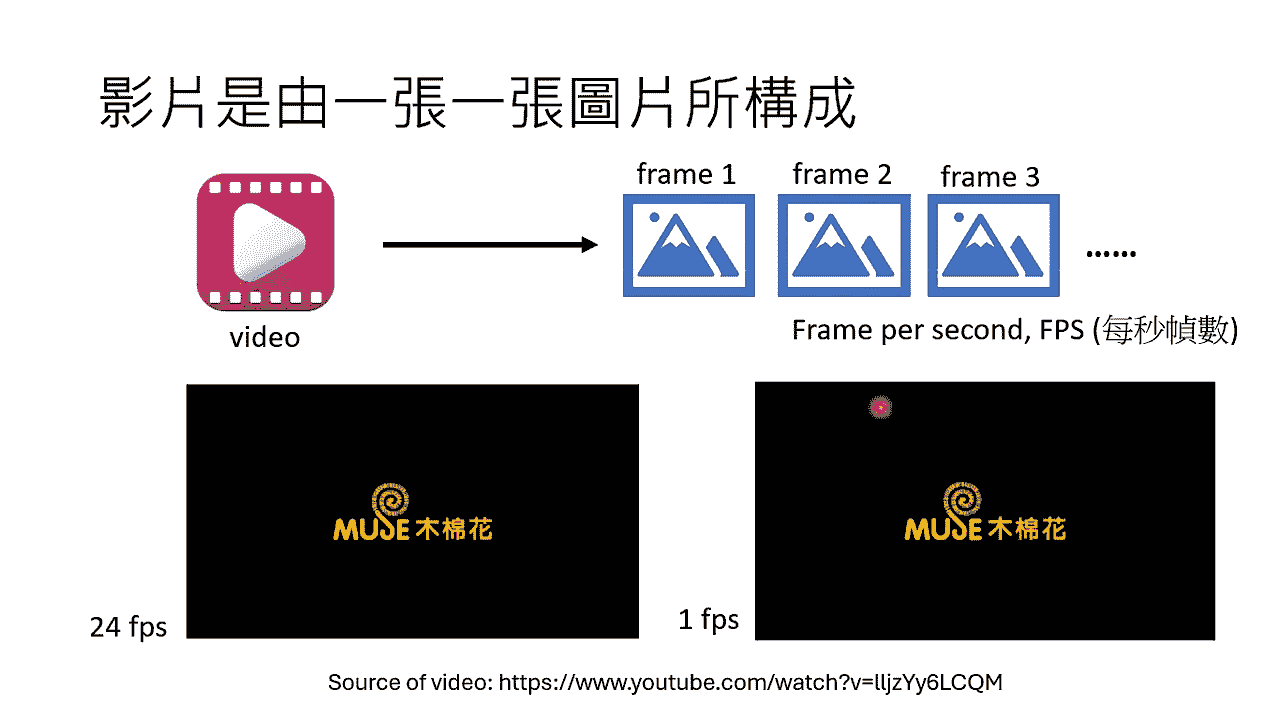 影片是由一張一張圖片所構成
frame 1
frame 2
frame 3
......
video
Frame per second, FPS (每秒幀數)
MUSE 木棉花
MUSE 木棉花
24 fps
1 fps
Source of video: https://www.youtube.com/watch?v=lljzYy6LCQM